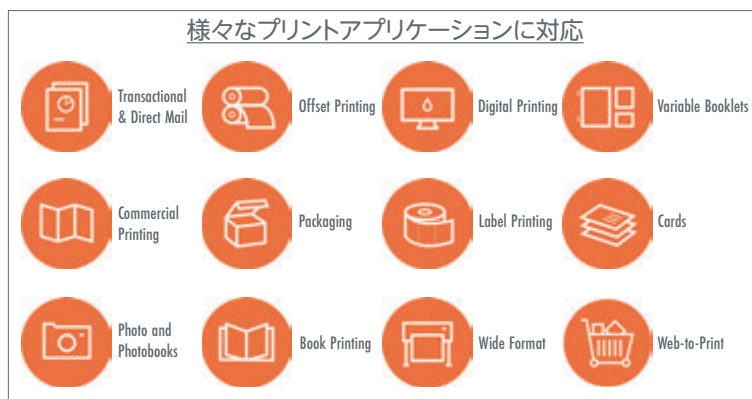 様々なプリントアプリケーションに対応
Transactional
& Direct Mail
Offset Printing
Digital Printing
Variable Booklets
Commercial
Printing
Packaging
Label Printing
Cards
Photo and
Photobooks
Book Printing
Wide Format
Web-to-Print